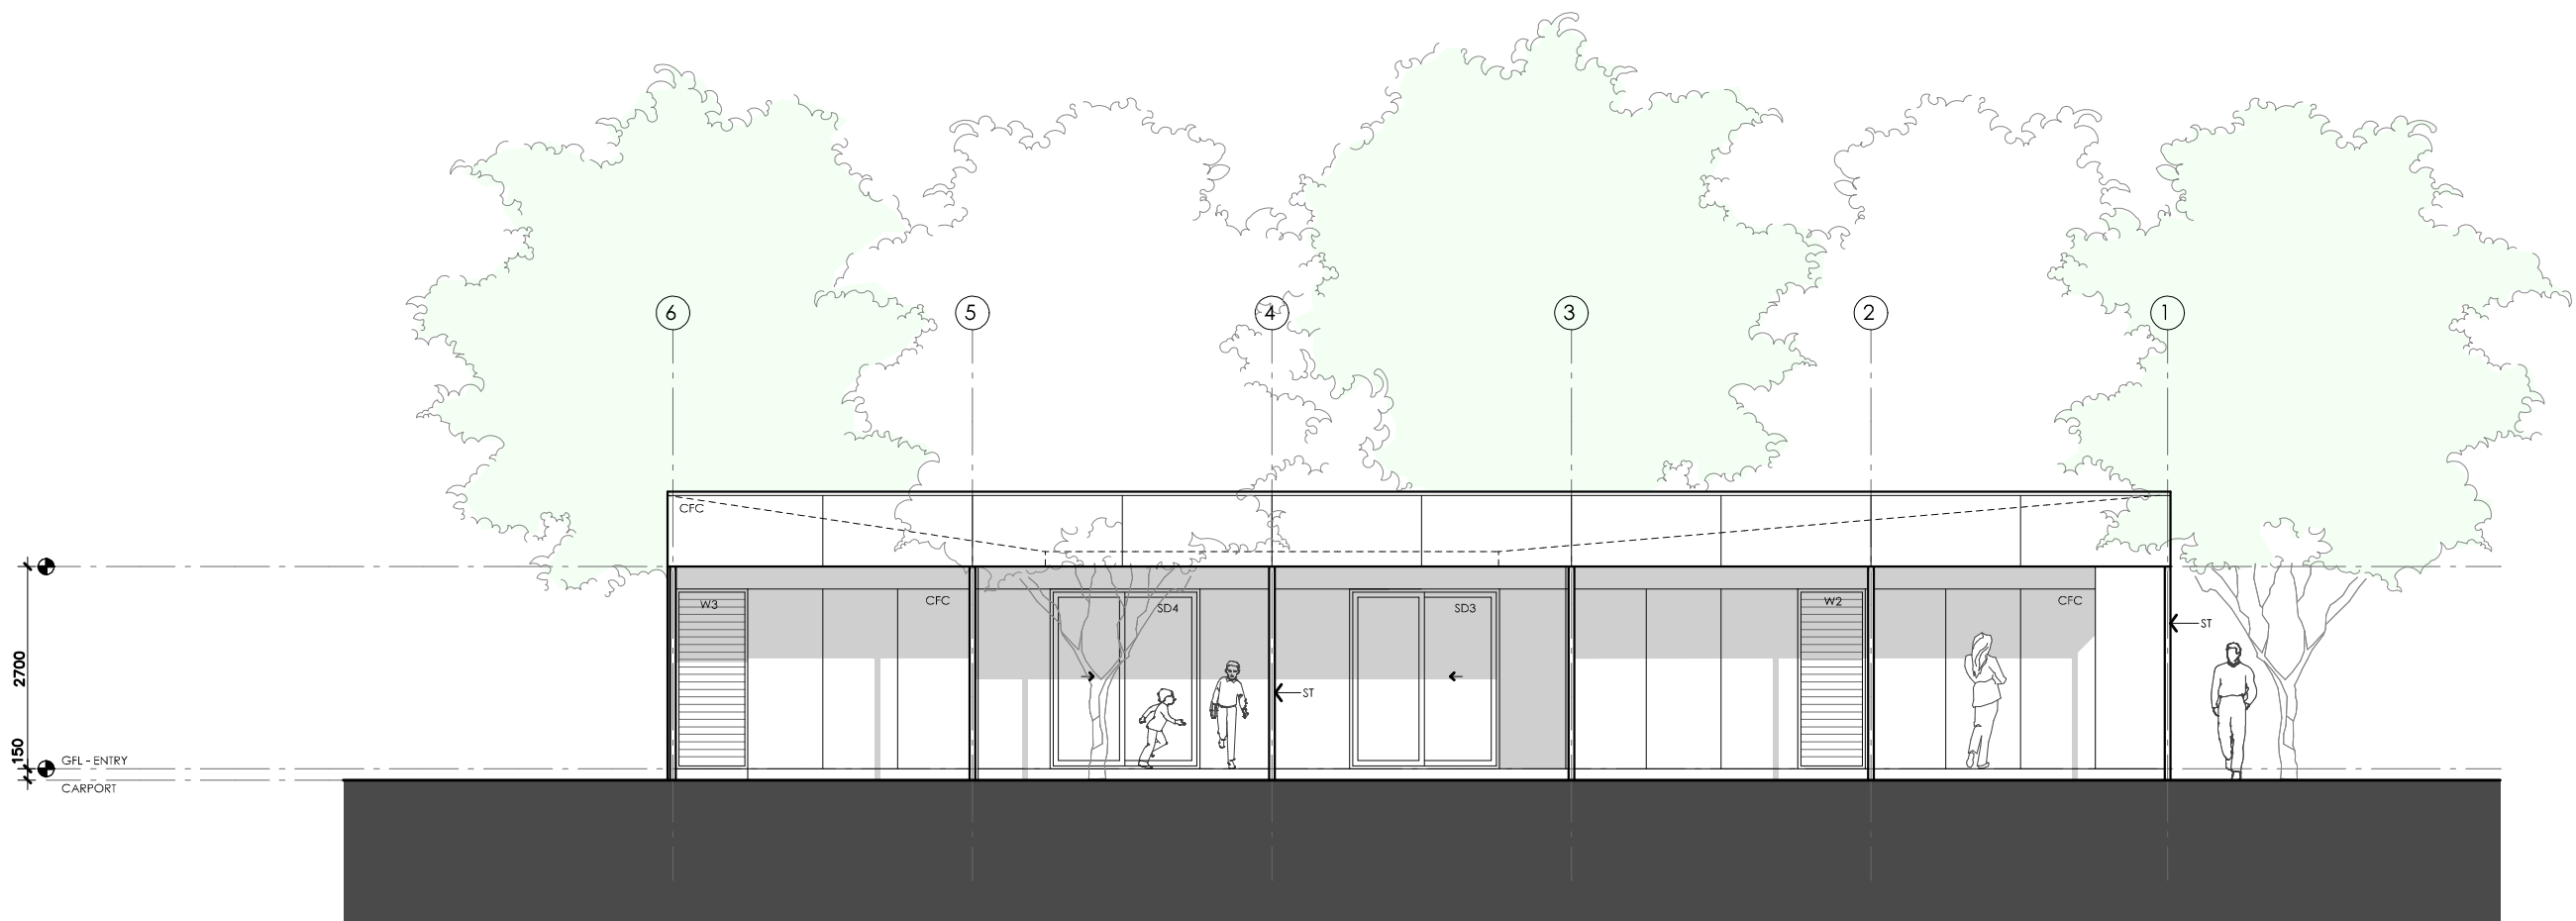 6
5
4
3
2
1
CFC
W3
CFC
SD4
SD3
W2
CFC
ST
ST
2700
150
GFL - ENTRY
CARPORT